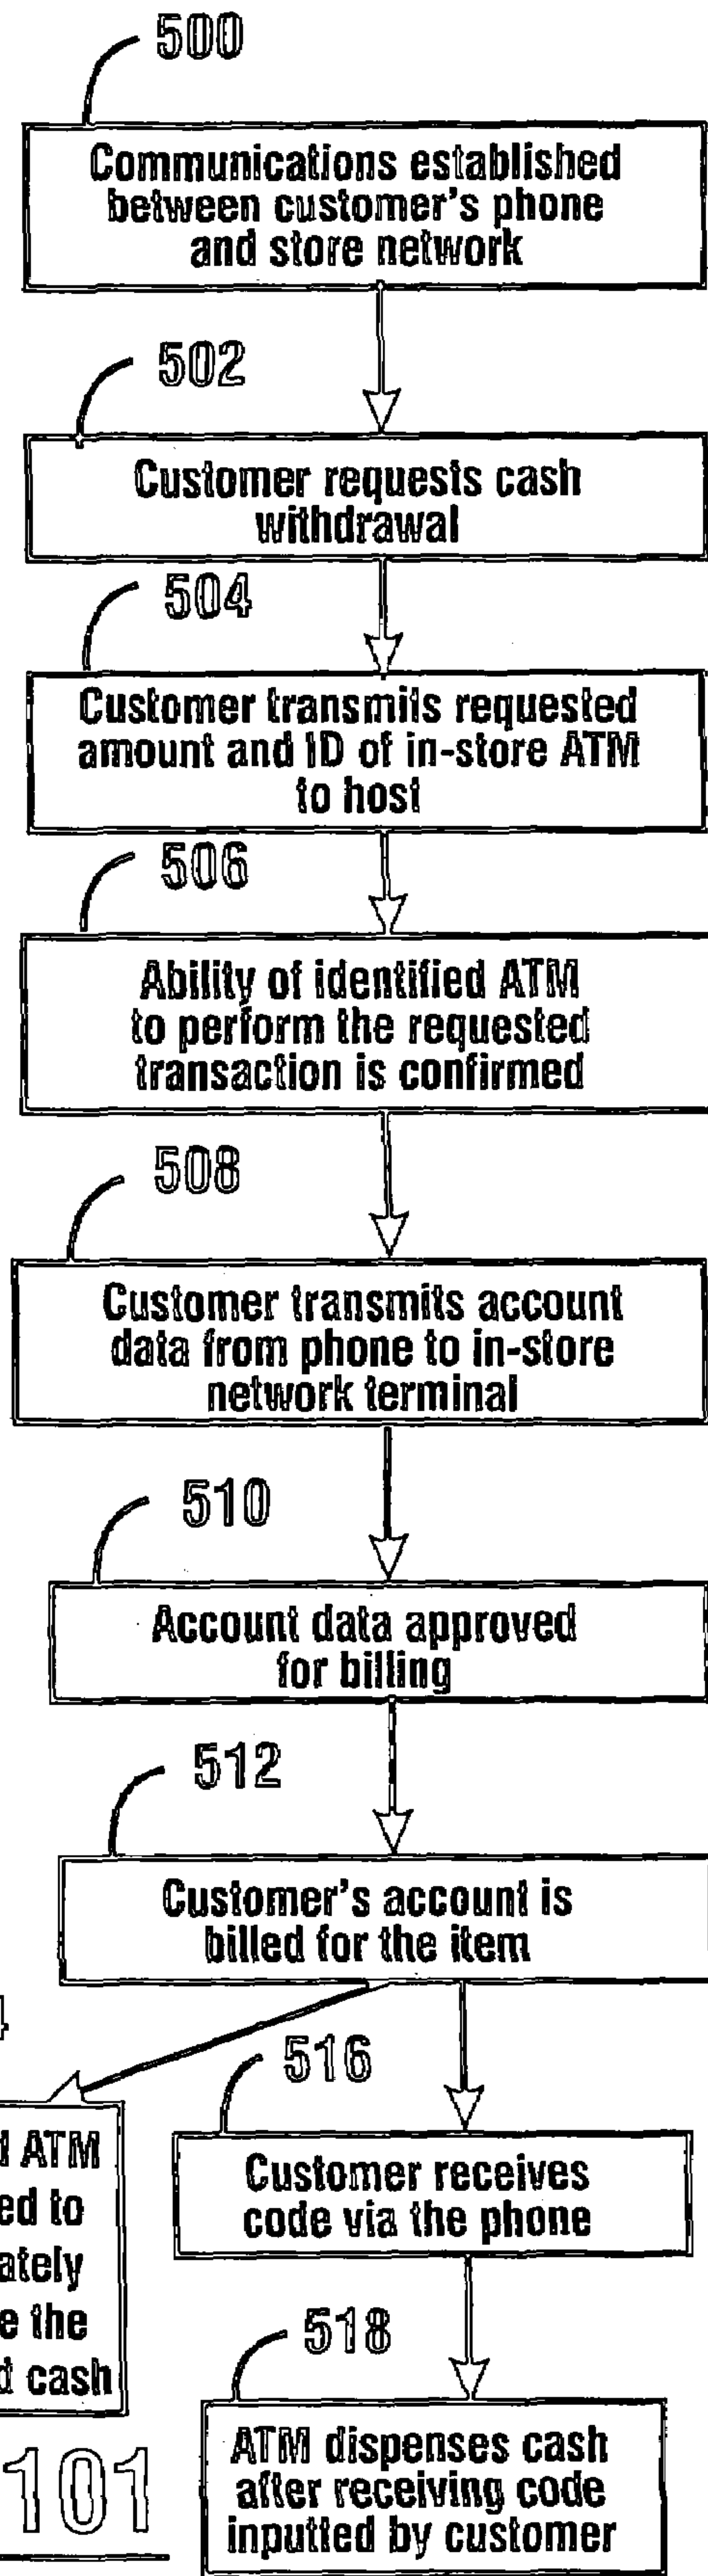 500
Communications established
between customer's phone
and store network
502
Customer requests cash
withdrawal
504
Customer transmits requested
amount and ID of in-store ATM
to host
506
Ability of identified ATM
to perform the requested
transaction is confirmed
508
Customer transmits account
data from phone to in-store
network terminal
510
Account data approved
for billing
512
Customer's account is
billed for the item
516
Customer receives
code via the phone
ATM
to
the
cash
518
ATM dispenses cash
after receiving code
inputted by customer
101